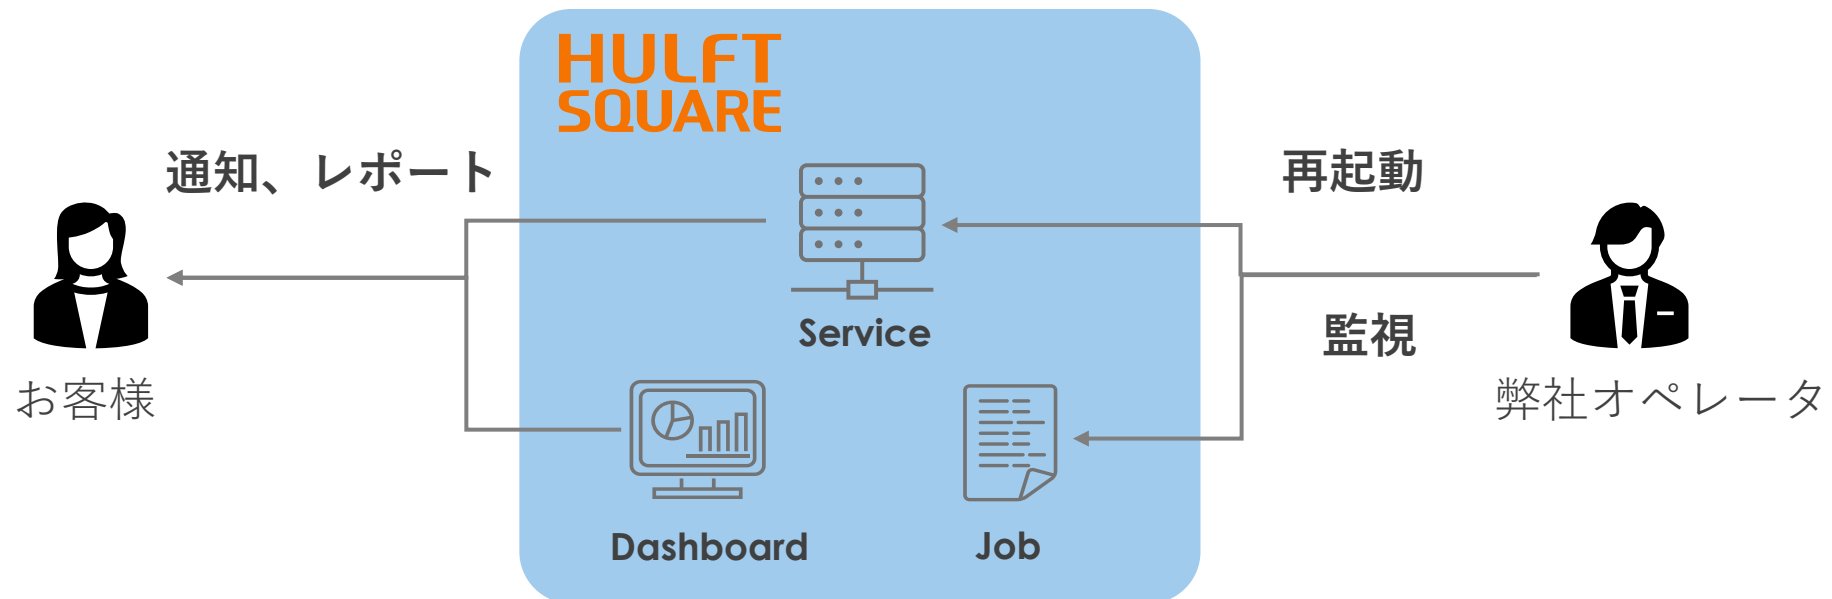 HULFT
SQUARE
通知、レポート
再起動
Service
監視
お客様
弊社オペレータ
Dashboard
Job